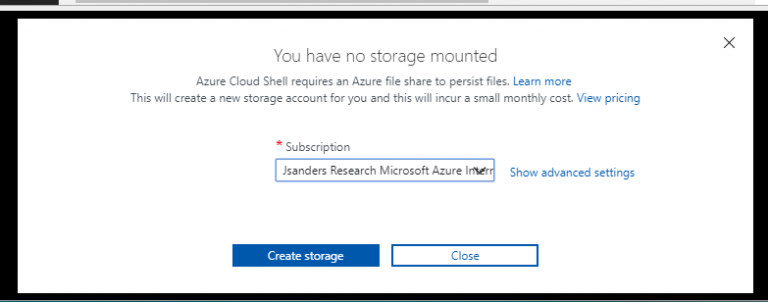 You have no storage mounted
Azure Cloud Shell requires an Azure file share to persist files. Learn more
This will create a new storage account for you and this will incur a small monthly cost. View pricing
* Subscription
Jsanders Research Microsoft Azure
Show advanced settings
Create storage
Close